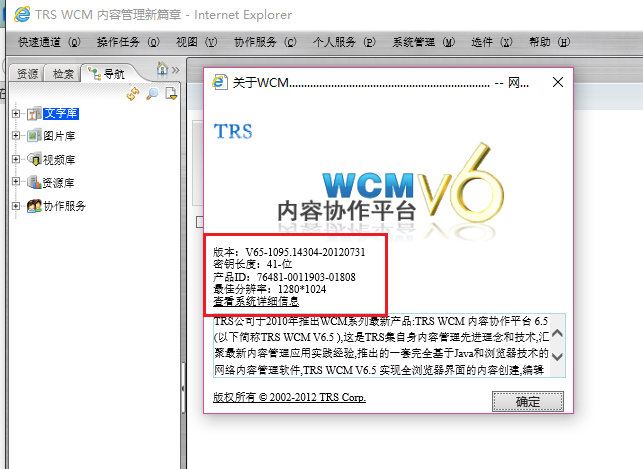 TRS WCM 内容管理新篇章 - Internet Explorer
快速通道 (Q) 操作任务 (O) 视图 (V) 协作服务 (C) 个人服务 (P) 系统管理 (M) 选件 (X) 帮助 (H)
资源 检索 导航 »
关于WCM................................................................ -- 网...
文字库
图片库
视频库
资源库
协作服务
TRS
WCM V6
内容协作平台
版本：V65-1095.14304-20120731
密钥长度：41-位
产品ID：76481-0011903-01808
最佳分辨率：1280*1024
查看系统详细信息
TRS公司于2010年推出WCM系列最新产品:TRS WCM 内容协作平台 6.5
(以下简称TRS WCM V6.5 ),这是TRS集自身内容管理先进理念和技术,汇
聚最新内容管理应用实践经验,推出的一套完全基于Java和浏览器技术的
网络内容管理软件,TRS WCM V6.5 实现全浏览器界面的内容创建,编辑
版权所有 © 2002-2012 TRS Corp.
确定